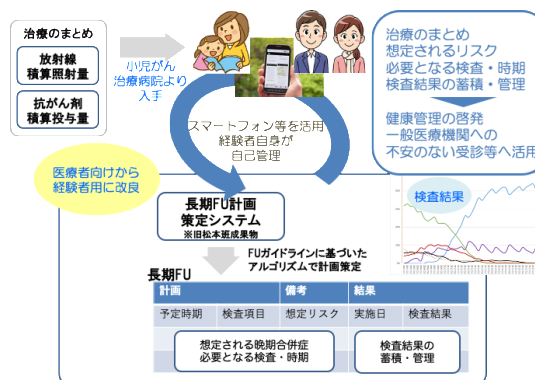 治療のまとめ
放射線
積算照射量
抗がん剤
積算投与量
小児がん
治療病院より
入手
治療のまとめ
想定されるリスク
必要となる検査・時期
検査結果の蓄積・管理
健康管理の啓発
一般医療機関への
不安のない受診等へ活用
スマートフォン等を活用
経験者自身が
自己管理
医療者向けから
経験者用に改良
長期FU計画
策定システム
※旧松本班成果物
検査結果
FUガイドラインに基づいた
アルゴリズムで計画策定
長期FU
計画 備考 結果
予定時期 検査項目 想定リスク 実施日 検査結果
想定される晩期合併症
必要となる検査・時期
検査結果の
蓄積・管理